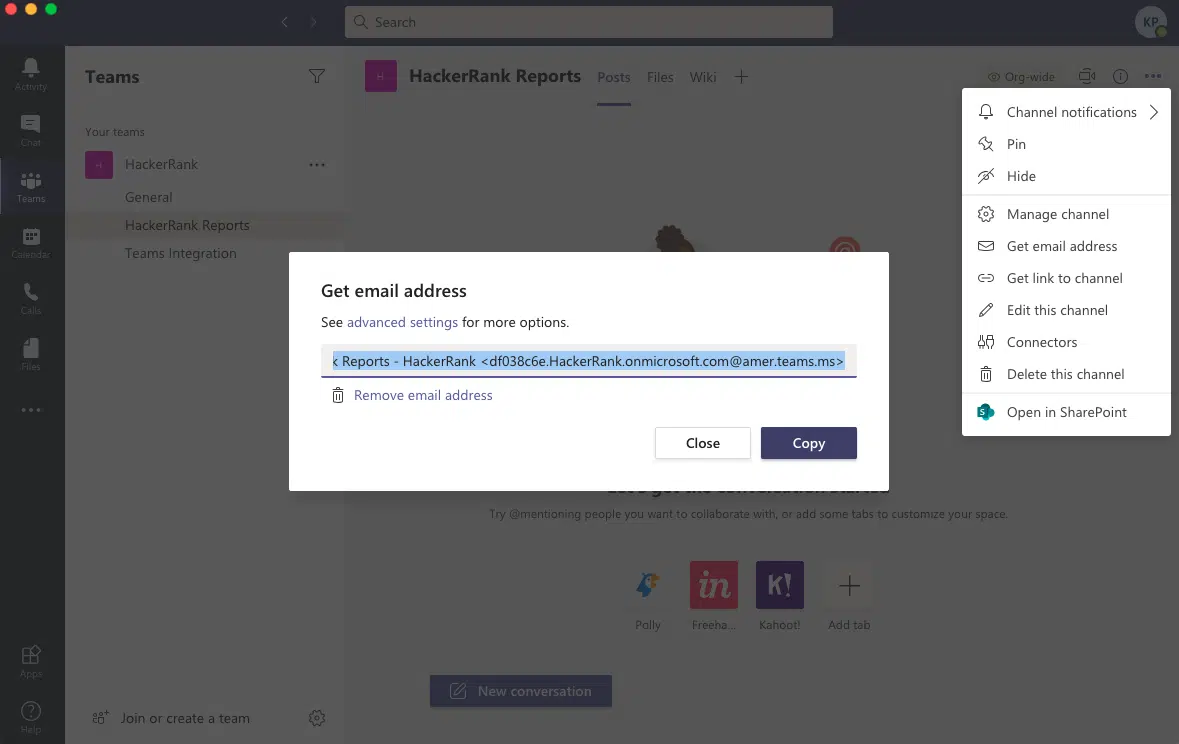 Search
KP
Activity
Chat
Teams
Calendar
Calls
Files
Apps
Help
Teams
Your teams
H
HackerRank
General
HackerRank Reports
Teams Integration
Join or create a team
H
HackerRank Reports
Posts
Files
Wiki
Org-wide
Channel notifications
Pin
Hide
Manage channel
Get email address
Get link to channel
Edit this channel
Connectors
Delete this channel
S
Open in SharePoint
Get email address
See advanced settings for more options.
Reports - HackerRank <df038c6e.HackerRank.onmicrosoft.com@amer.teams.ms>
Remove email address
Close
Copy
Let's get the conversation started
Try @mentioning people you want to collaborate with, or add some tabs to customize your space.
in
K!
Polly
Freeha...
Kahoot!
Add tab
New conversation